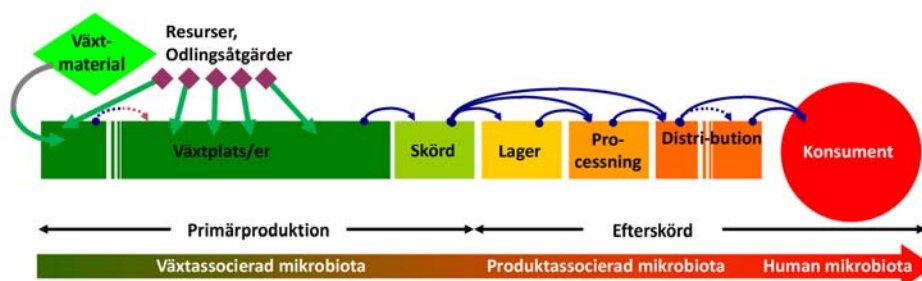 Växt-
material
Resurser,
Odlingsåtgärder
Växtplats/er
Skörd
Lager
Pro-
cessning
Distri-bution
Konsument
Primärproduktion
Efterskörd
Växtassocierad mikrobiota
Produktassocierad mikrobiota
Human mikrobiota